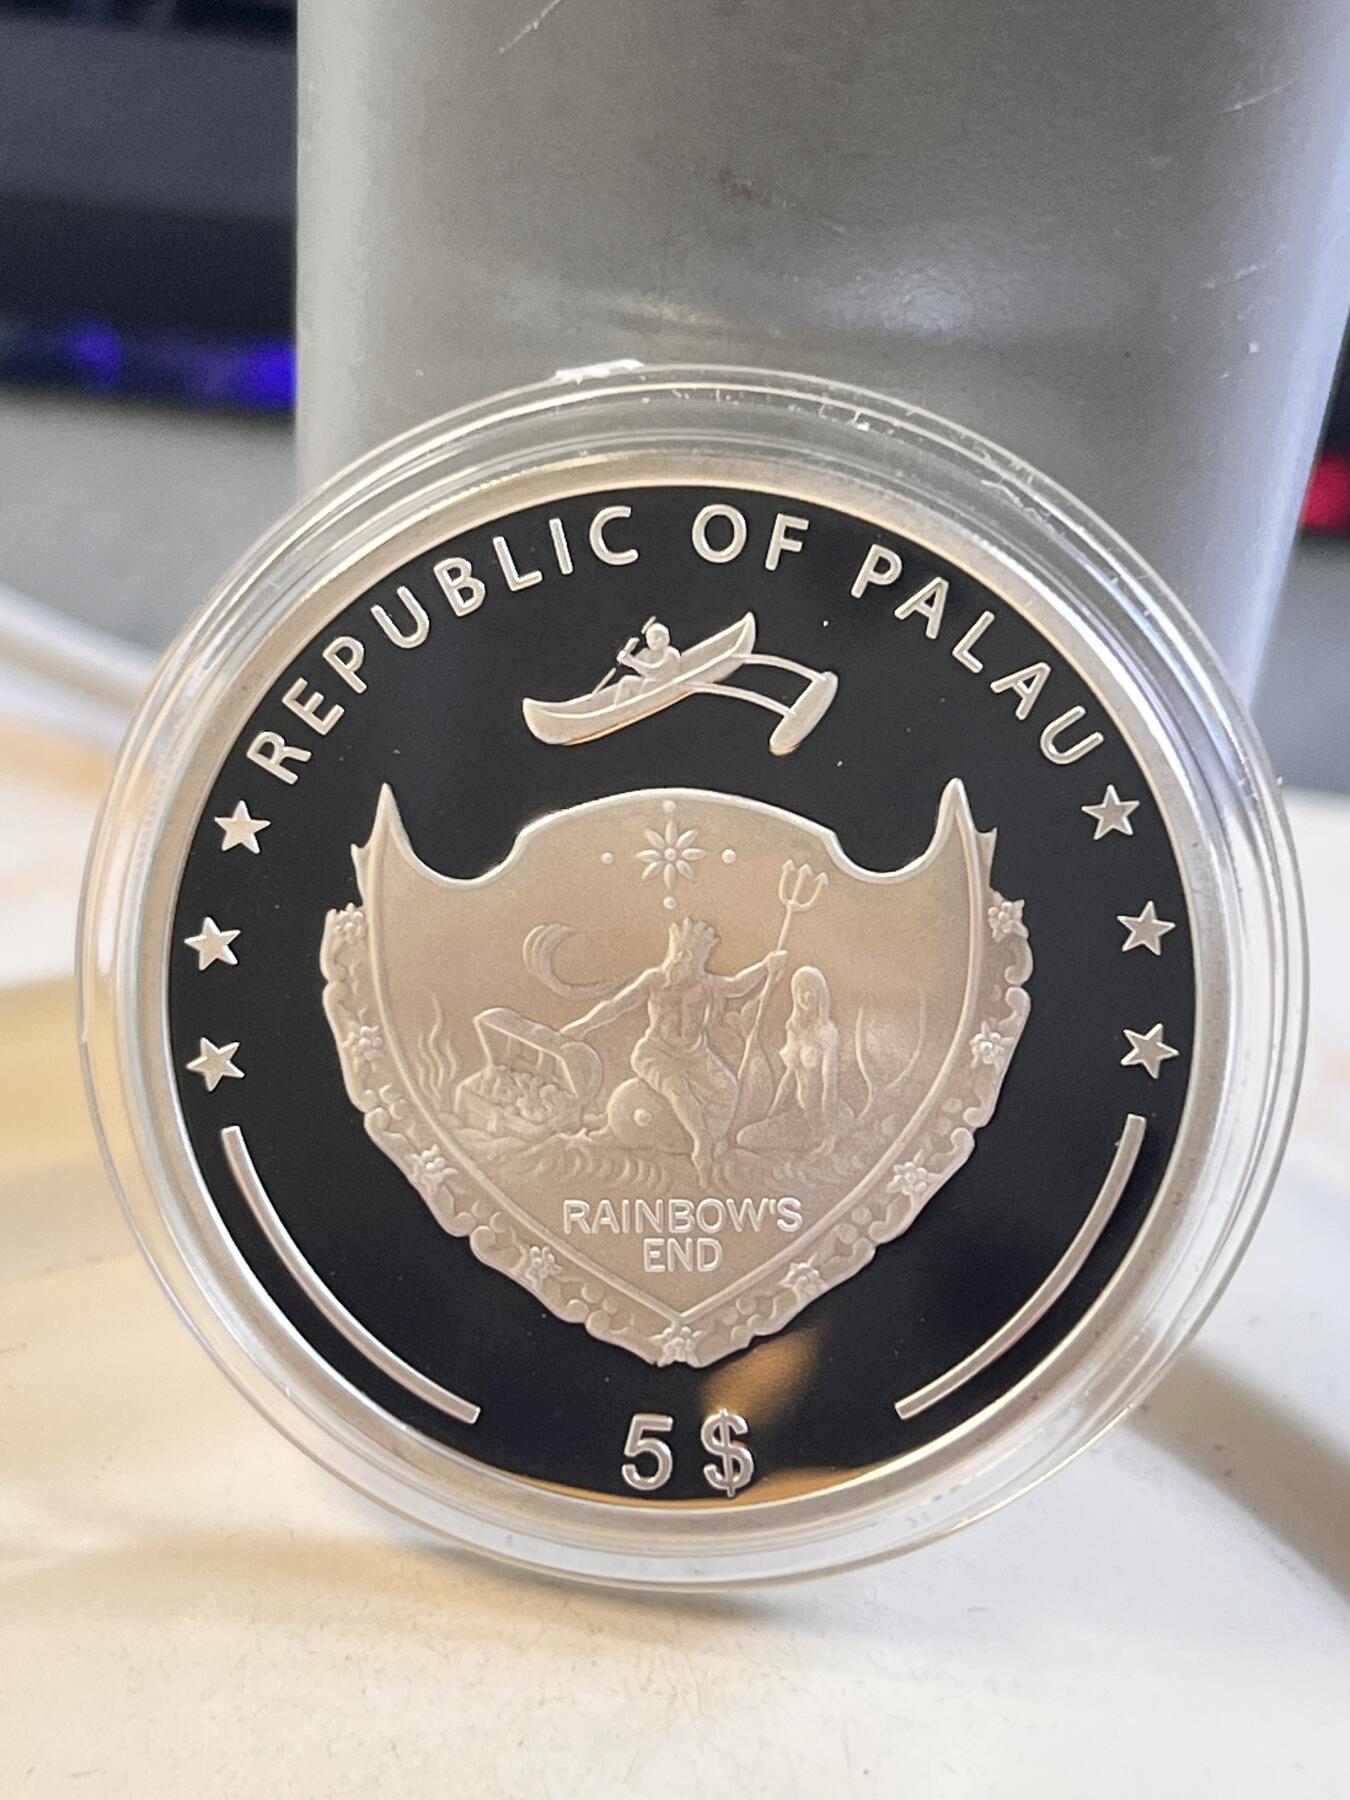 REPUBLIC OF PALAU
RAINBOW'S
END
5 $